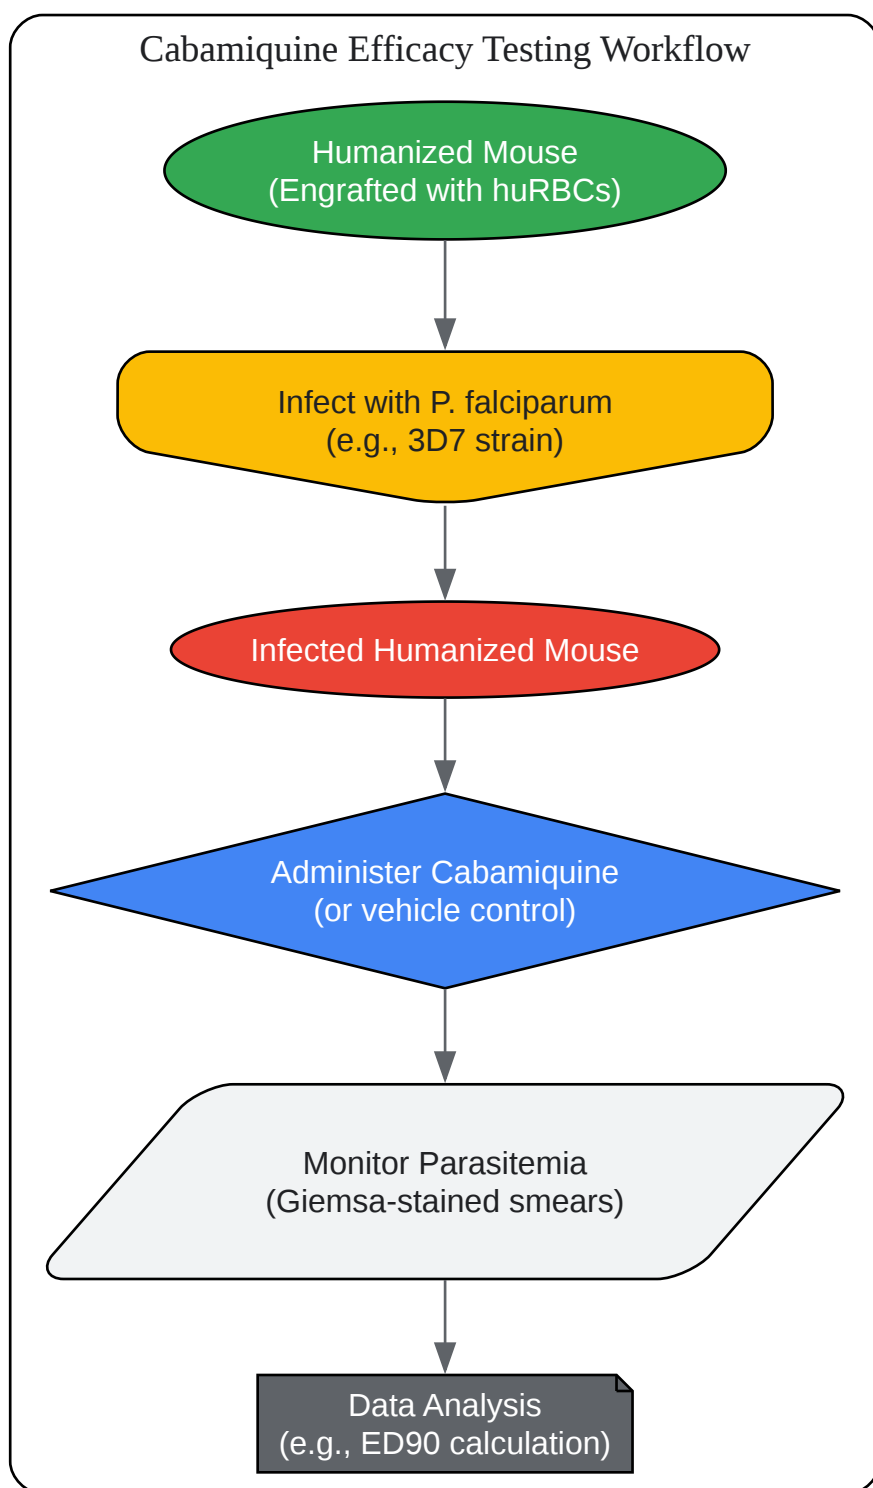 Cabamiquine Efficacy Testing Workflow
Humanized Mouse
(Engrafted with huRBCs)
Infect with P. falciparum
(e.g., 3D7 strain)
Infected Humanized Mouse
Administer Cabamiquine
(or vehicle control)
Monitor Parasitemia
(Giemsa-stained smears)
Data Analysis
(e.g., ED90 calculation)